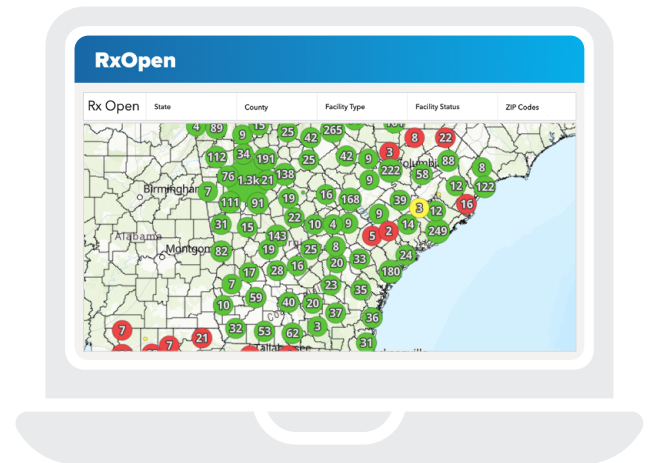 RxOpen
Rx Open State County Facility Type Facility Status ZIP Codes
4 89 9 15 25 42 265 8 22
112 34 191 25 42 9 3 88 8
76 1.3k 21 138 222 58
Birmingham 7 9 12 122
111 91 19 16 168 39 3 12 16
22 9
31 15 10 4 9 14 249
Alabama 143 5 2
Montgom 82 19 25 8 24
28 16 20 33 180
17
7 23 35
10 59 40 20
37 36
7 32 53 62 3
21 31
7 Tallahassee